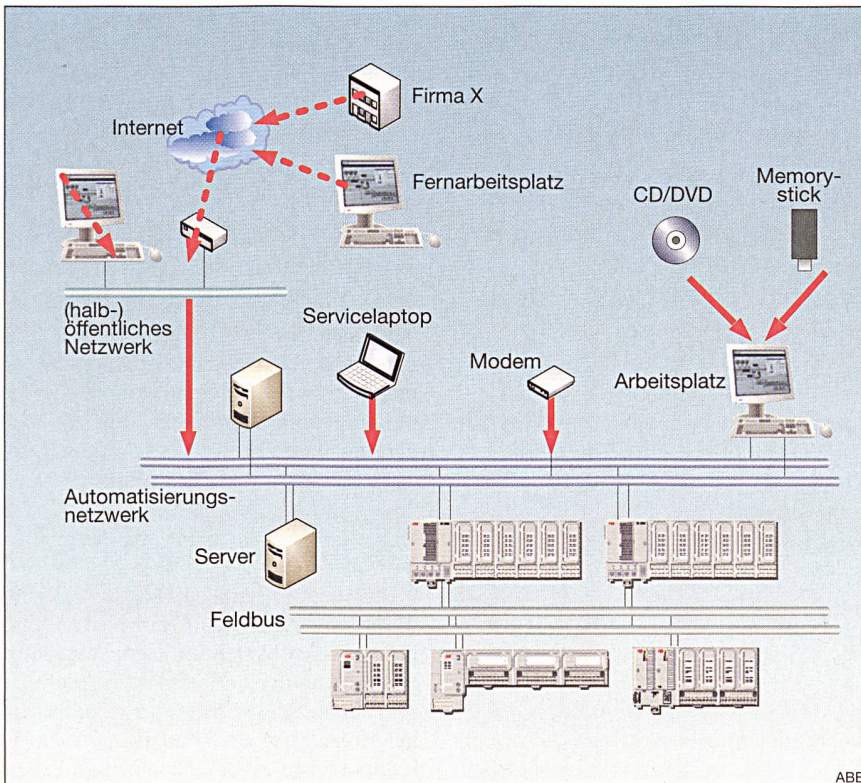 Firma X
Internet
Fernarbeitsplatz
CD/DVD
Memory-
stick
(halb-)
öffentliches
Netzwerk
Servicelaptop
Modem
Arbeitsplatz
Automatisierungs-
netzwerk
Server
Feldbus
ABB